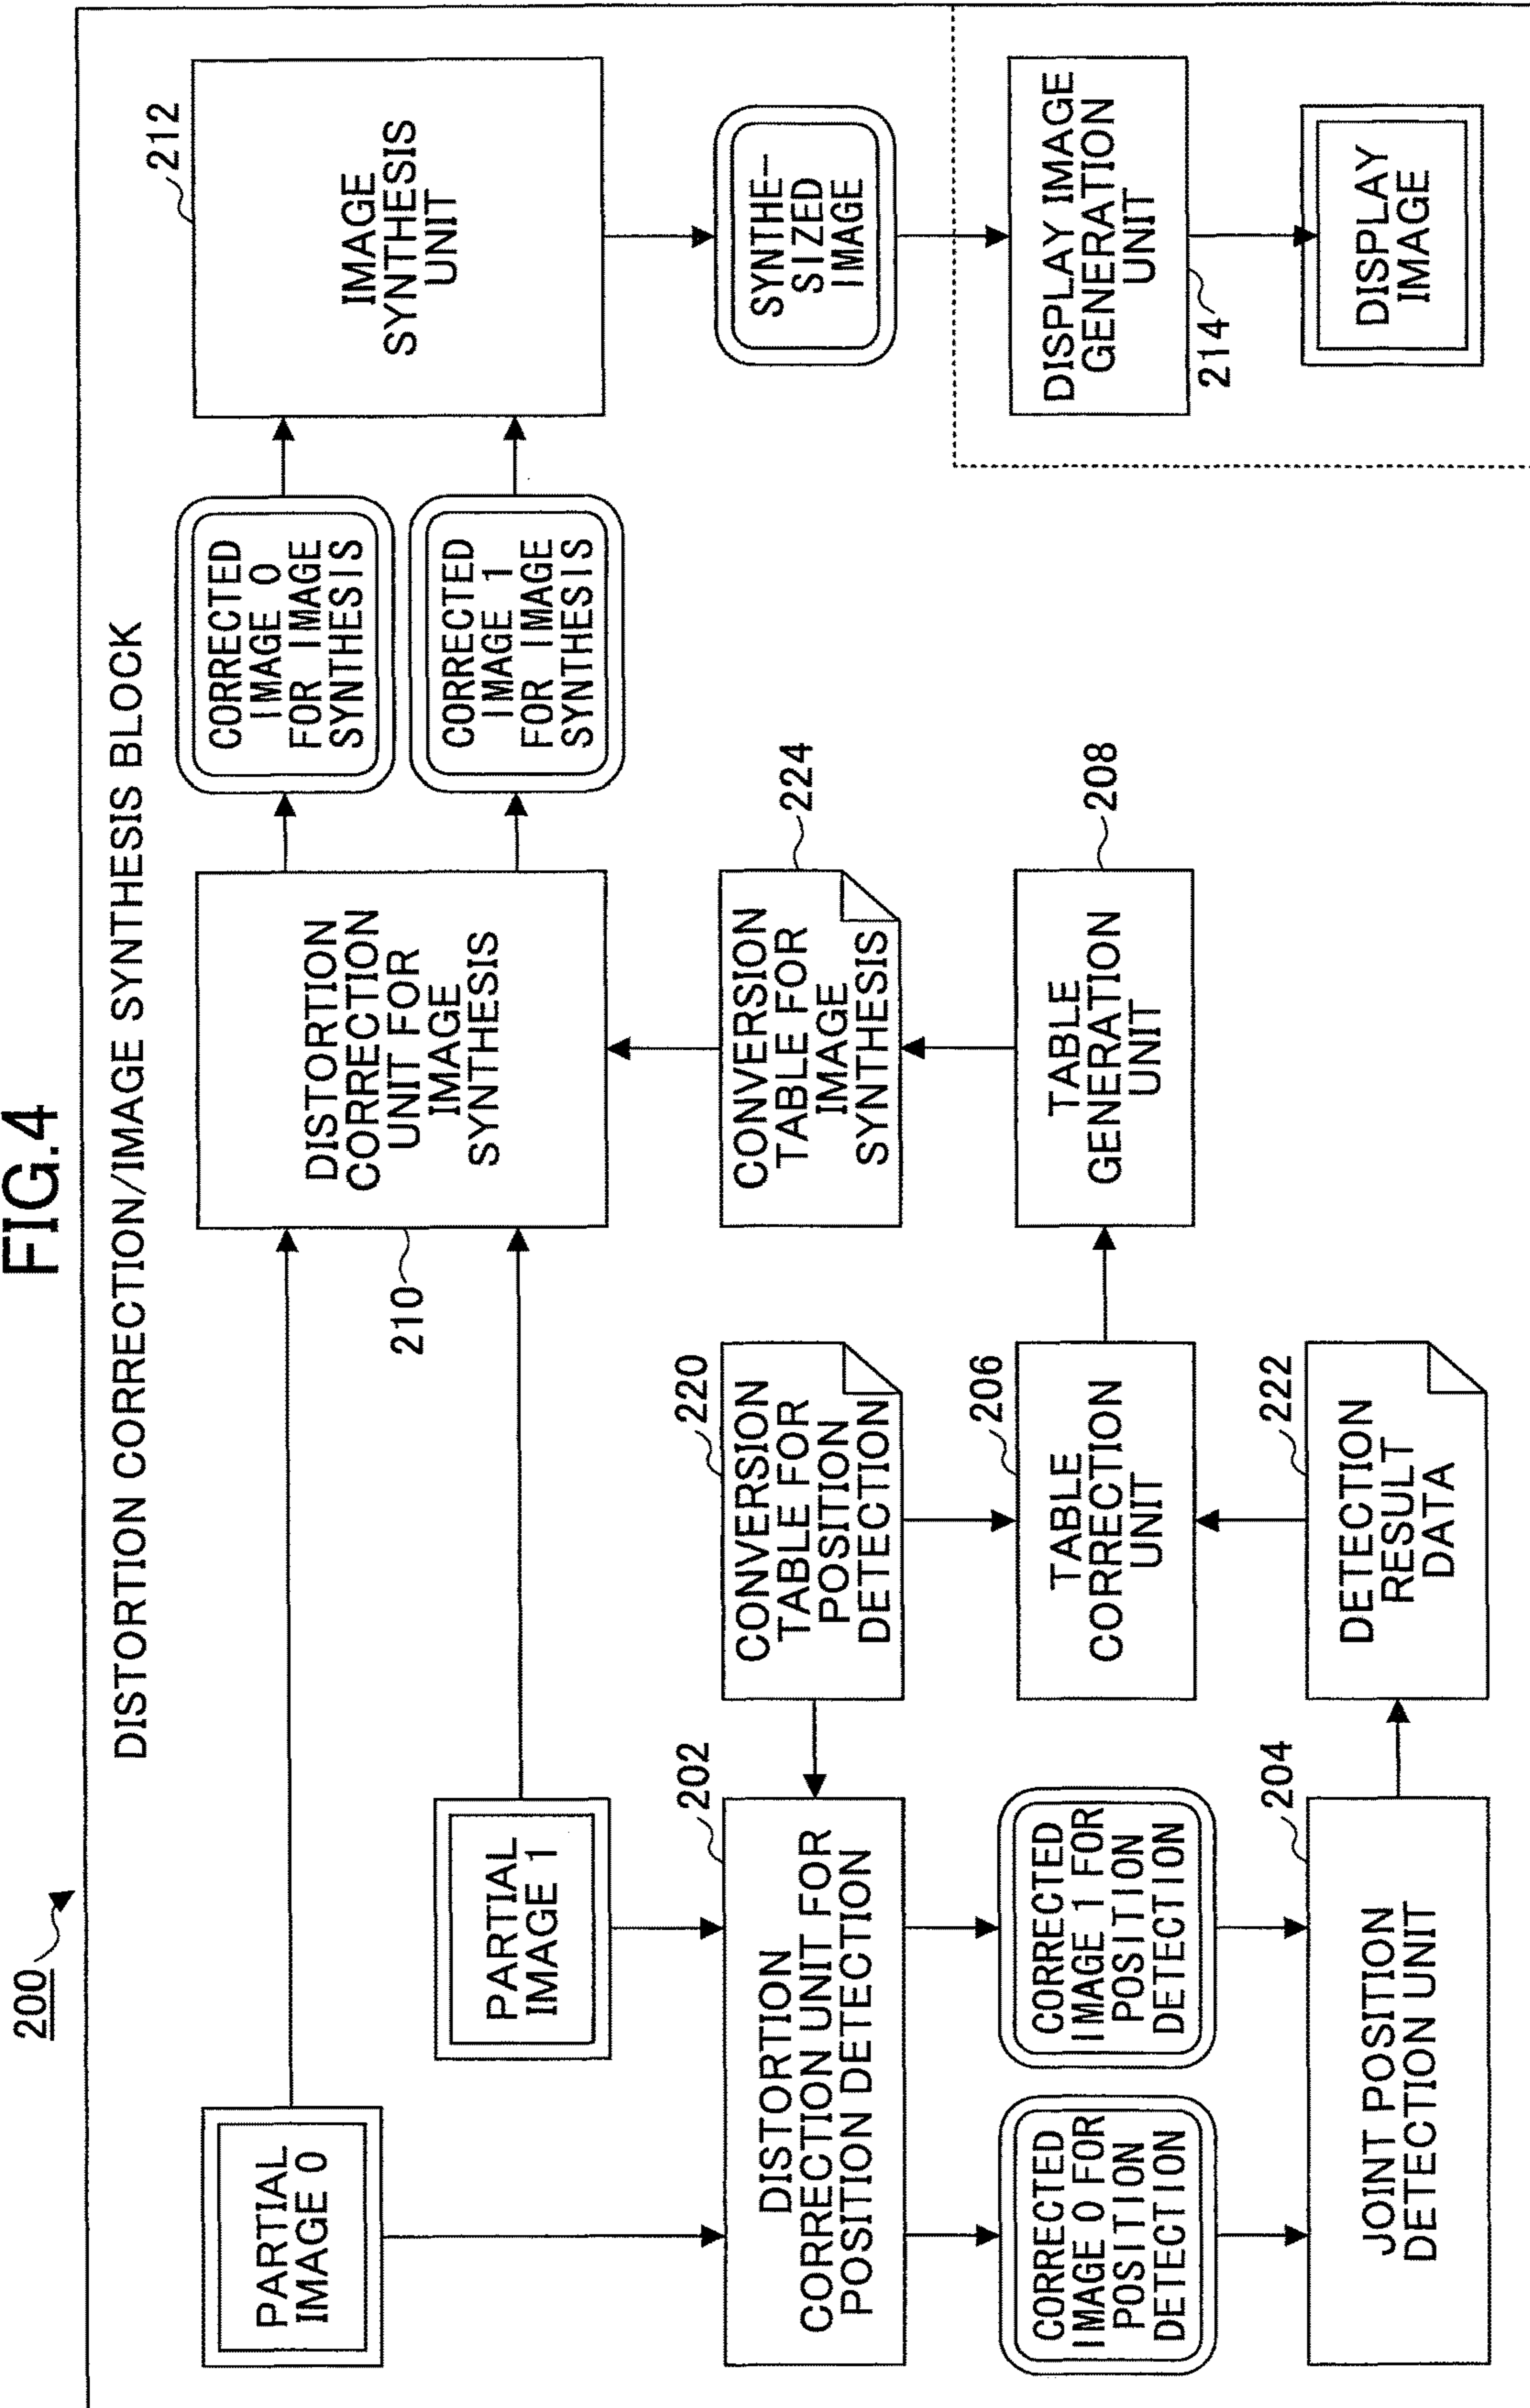 FIG.4
200
DISTORTION CORRECTION/IMAGE SYNTHESIS BLOCK
PARTIAL
IMAGE 0
PARTIAL
IMAGE 1
210
DISTORTION
CORRECTION
UNIT FOR
IMAGE
SYNTHESIS
CORRECTED
IMAGE 0
FOR IMAGE
SYNTHESIS
CORRECTED
IMAGE 1
FOR IMAGE
SYNTHESIS
212
IMAGE
SYNTHESIS
UNIT
202
DISTORTION
CORRECTION UNIT FOR
POSITION DETECTION
220
CONVERSION
TABLE FOR
POSITION
DETECTION
224
CONVERSION
TABLE FOR
IMAGE
SYNTHESIS
SYNTHE-
SIZED
IMAGE
CORRECTED
IMAGE 0 FOR
POSITION
DETECTION
CORRECTED
IMAGE 1 FOR
POSITION
DETECTION
206
TABLE
CORRECTION
UNIT
208
TABLE
GENERATION
UNIT
DISPLAY IMAGE
GENERATION
UNIT
214
204
JOINT POSITION
DETECTION UNIT
222
DETECTION
RESULT
DATA
DISPLAY
IMAGE